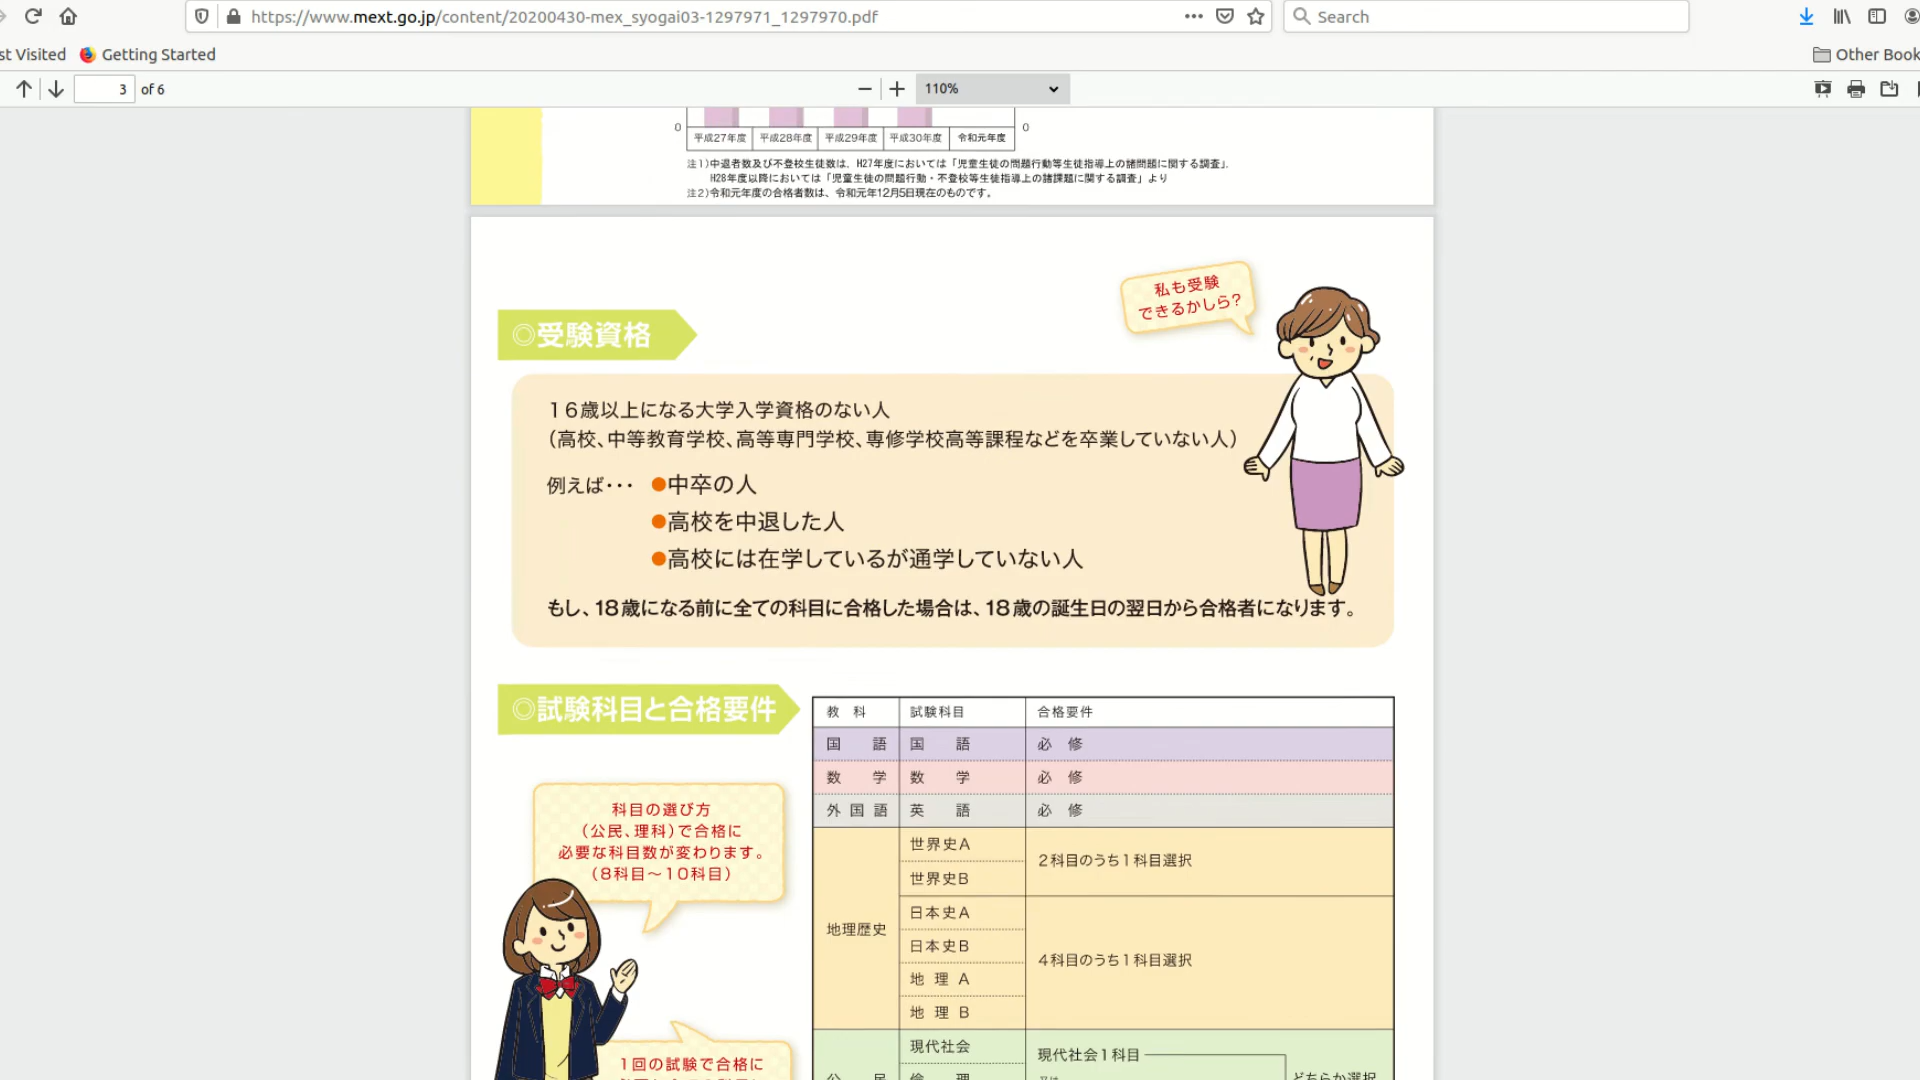 https://www.mext.go.jp/content/20200430-mex_syogai03-1297971_1297970.pdf
Search
st Visited
Getting Started
Other Book
3 of 6
110%
0
0
平成27年度 平成28年度 平成29年度 平成30年度 令和元年度
注1)中退者数及び不登校生徒数は、H27年度においては「児童生徒の問題行動等生徒指導上の諸問題に関する調査」．
H28年度以降においては「児童生徒の問題行動・不登校等生徒指導上の諸課題に関する調査」より
注2)令和元年度の合格者数は、令和元年12月5日現在のものです。
私も受験
できるかしら?
◎受験資格
16歳以上になる大学入学資格のない人
（高校、中等教育学校、高等専門学校、専修学校高等課程などを卒業していない人）
例えば･･･ ●中卒の人
●高校を中退した人
●高校には在学しているが通学していない人
もし、18歳になる前に全ての科目に合格した場合は、18歳の誕生日の翌日から合格者になります。
◎試験科目と合格要件
教 科 試験科目 合格要件
国 語 国 語 必 修
数 学 数 学 必 修
外 国 語 英 語 必 修
地理歴史
世界史A
世界史B
2科目のうち1科目選択
日本史A
日本史B
地 理 A
地 理 B
4科目のうち1科目選択
公 民
現代社会
倫 理
現代社会1科目
どちらか選択
科目の選び方
（公民、理科）で合格に
必要な科目数が変わります。
（8科目～10科目）
1回の試験で合格に